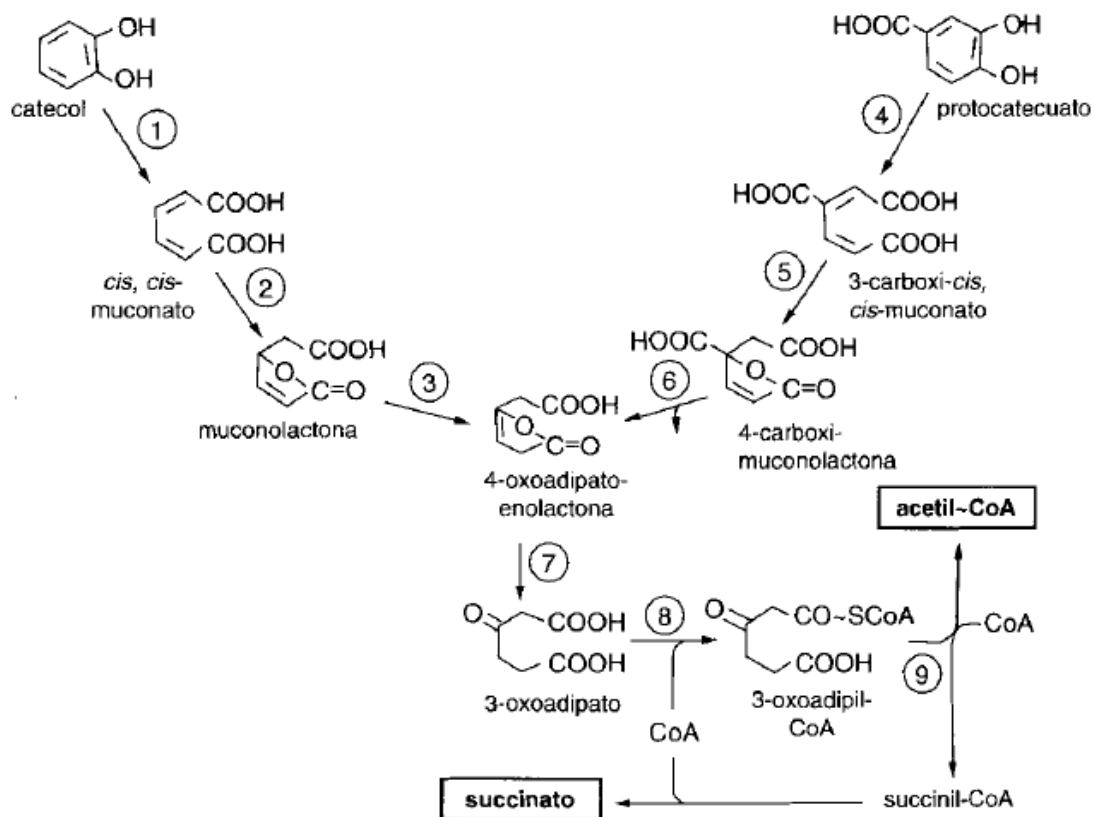 OH
OH
catecol
HOOC
OH
OH
protocatecuato
1
4
COOH
COOH
cis, cis-
muconato
HOOC
COOH
COOH
3-carboxi-cis,
cis-muconato
2
5
COOH
O
C=O
muconolactona
3
HOOC
COOH
O
C=O
4-carboxi-
muconolactona
6
COOH
O
C=O
4-oxoadipato-
enolactona
acetil~CoA
7
O
COOH
COOH
3-oxoadipato
8
O
CO~SCoA
COOH
3-oxoadipil-
CoA
CoA
9
CoA
succinato
succinil-CoA